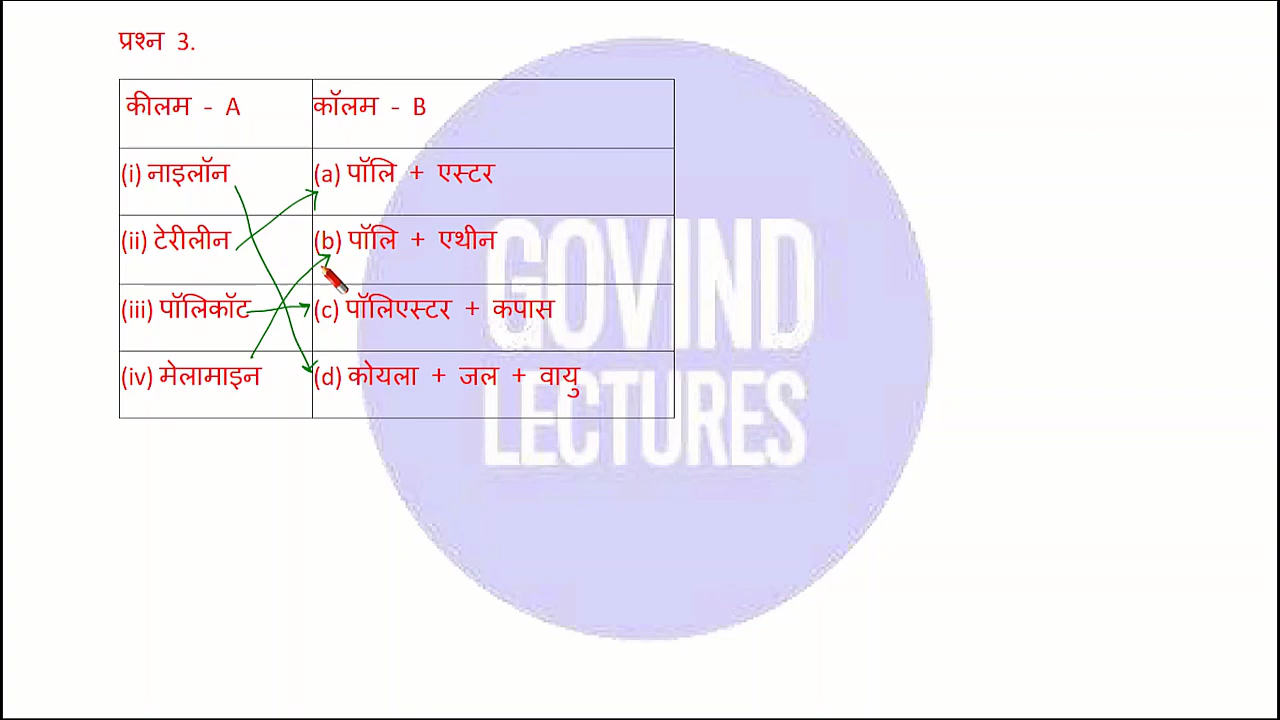 प्रश्न 3.
कीलम - A कॉलम - B
(i) नाइलॉन (a) पॉलि + एस्टर
(ii) टेरीलीन (b) पॉलि + एथीन
(iii) पॉलिकॉट (c) पॉलिएस्टर + कपास
(iv) मेलामाइन (d) कोयला + जल + वायु
GOVIND
LECTURES